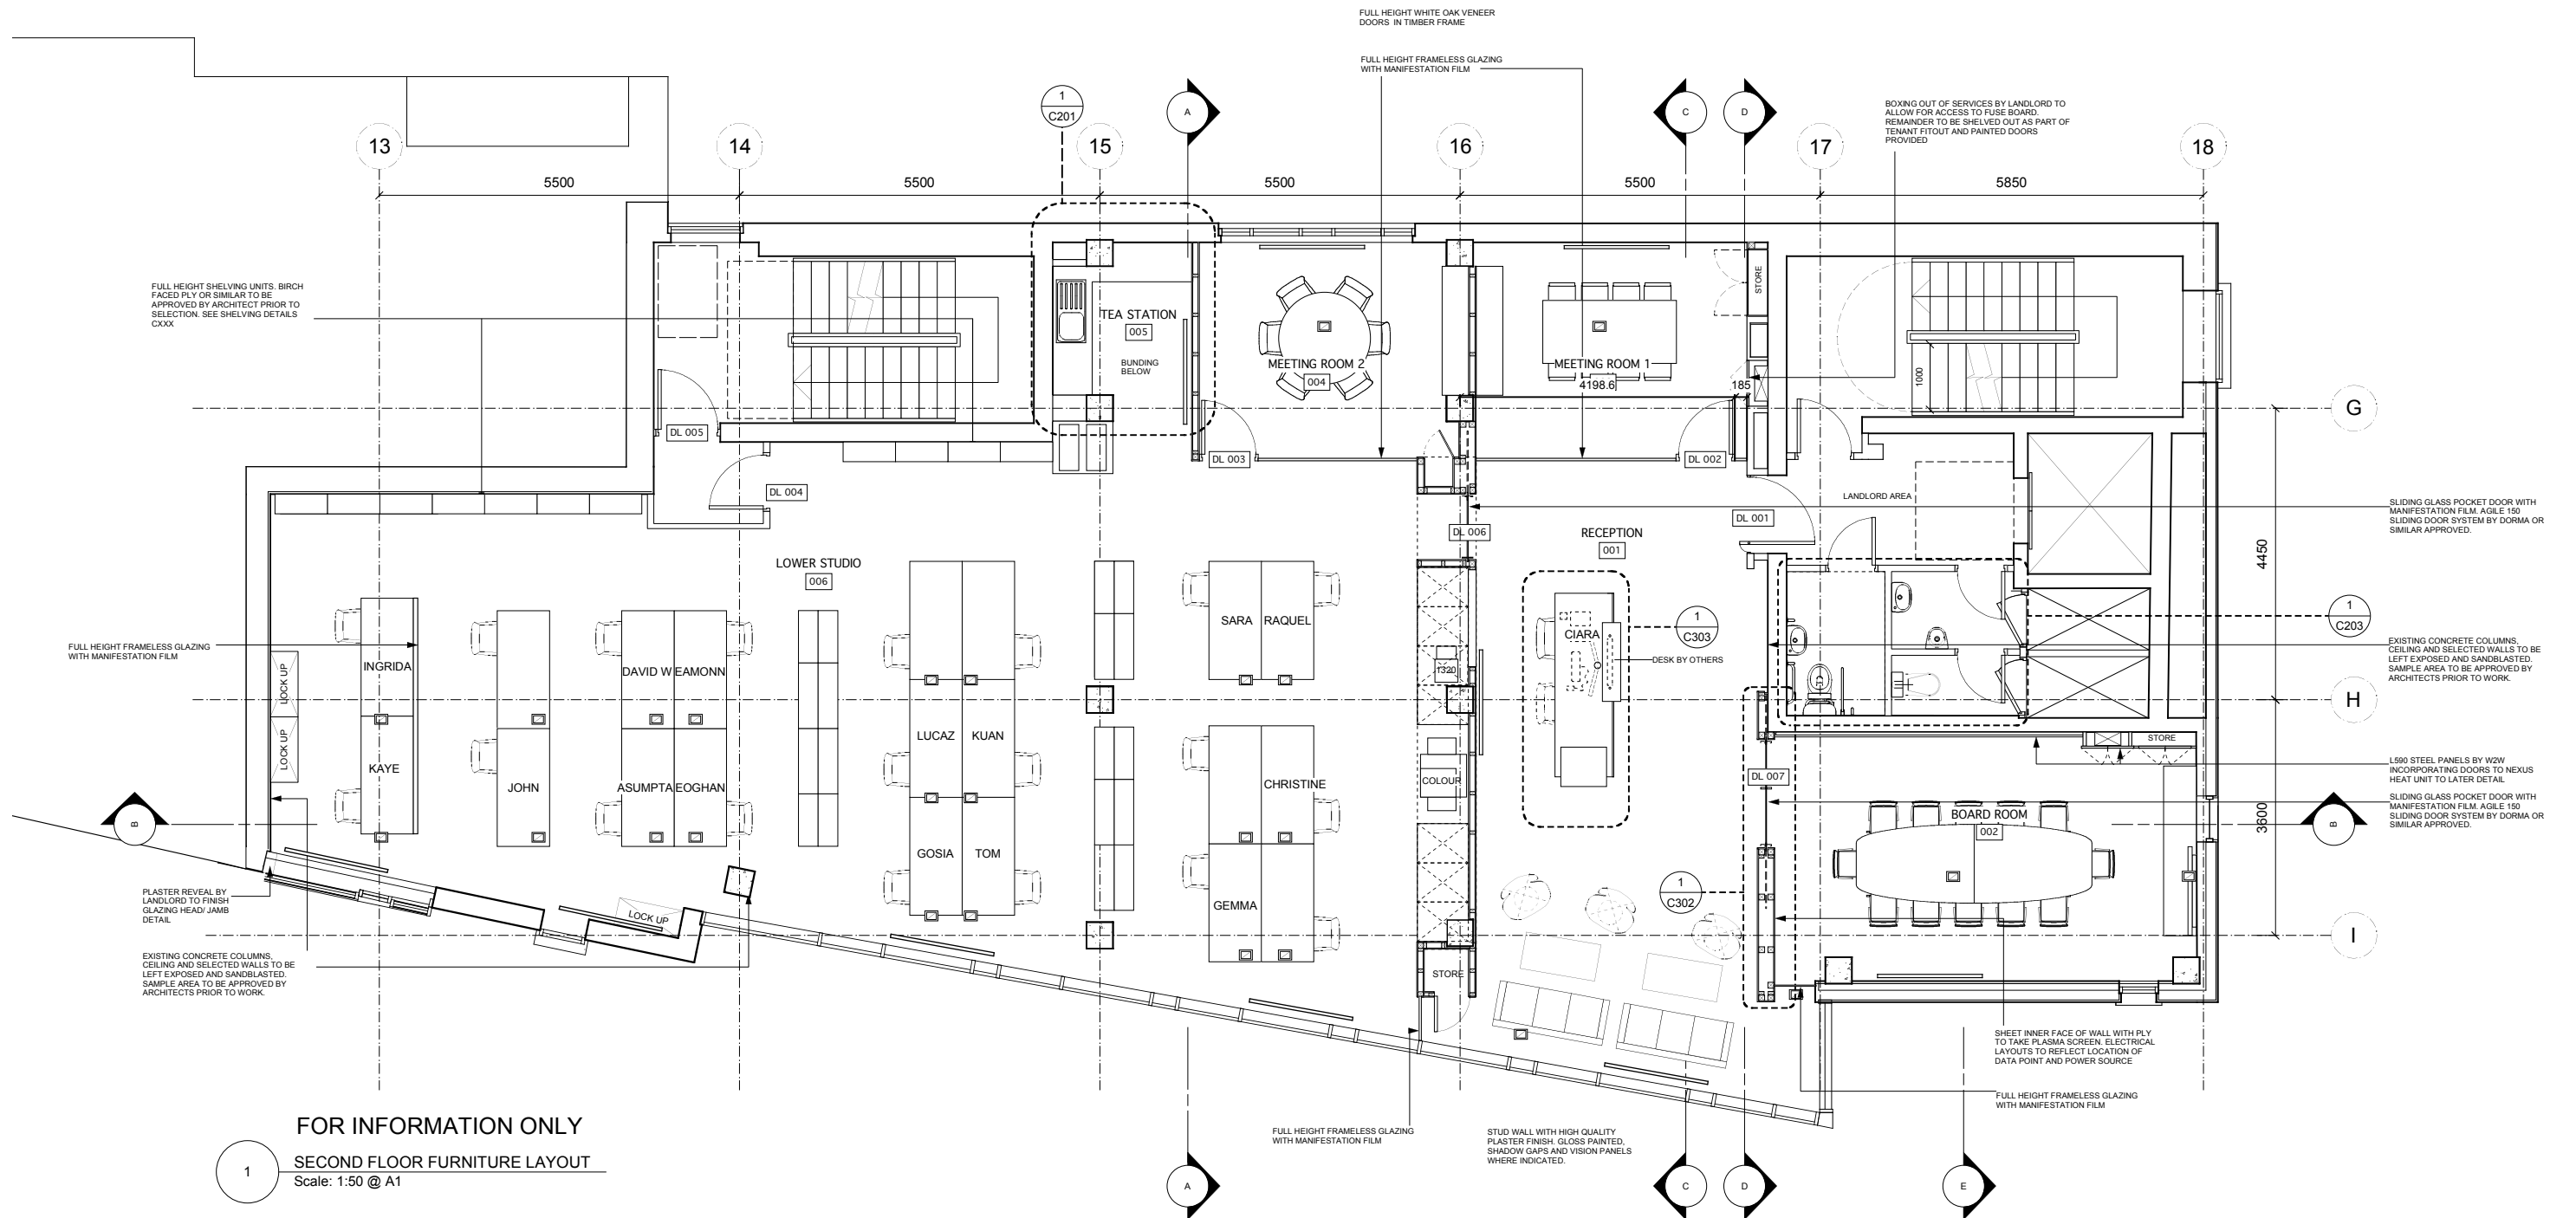 FULL HEIGHT WHITE OAK VENEER
DOORS IN TIMBER FRAME
FULL HEIGHT FRAMELESS GLAZING
WITH MANIFESTATION FILM
1
C201
A
C
D
BOXING OUT OF SERVICES BY LANDLORD TO
ALLOW FOR ACCESS TO FUSE BOARD.
REMAINDER TO BE SHELVED OUT AS PART OF
TENANT FITOUT AND PAINTED DOORS
PROVIDED
13
14
15
16
17
18
5500
5500
5500
5500
5850
FULL HEIGHT SHELVING UNITS. BIRCH
FACED PLY OR SIMILAR TO BE
APPROVED BY ARCHITECT PRIOR TO
SELECTION. SEE SHELVING DETAILS
CXXX
TEA STATION
005
BUNDING
BELOW
MEETING ROOM 2
004
MEETING ROOM 1
4198.6
185
STORE
1000
G
DL 005
DL 003
DL 002
DL 004
DL 001
DL 006
LANDLORD AREA
RECEPTION
001
SLIDING GLASS POCKET DOOR WITH
MANIFESTATION FILM. AGILE 150
SLIDING DOOR SYSTEM BY DORMA OR
SIMILAR APPROVED.
4450
LOWER STUDIO
006
SARA
RAQUEL
CIARA
1
C303
DESK BY OTHERS
1
C203
FULL HEIGHT FRAMELESS GLAZING
WITH MANIFESTATION FILM
INGRIDA
DAVID W
EAMONN
1320
EXISTING CONCRETE COLUMNS,
CEILING AND SELECTED WALLS TO BE
LEFT EXPOSED AND SANDBLASTED.
SAMPLE AREA TO BE APPROVED BY
ARCHITECTS PRIOR TO WORK.
LOCK UP
LOCK UP
H
LUCAZ
KUAN
STORE
KAYE
JOHN
ASUMPTA
EOGHAN
CHRISTINE
COLOUR
DL 007
L590 STEEL PANELS BY W2W
INCORPORATING DOORS TO NEXUS
HEAT UNIT TO LATER DETAIL
SLIDING GLASS POCKET DOOR WITH
MANIFESTATION FILM. AGILE 150
SLIDING DOOR SYSTEM BY DORMA OR
SIMILAR APPROVED.
B
BOARD ROOM
002
3600
B
GOSIA
TOM
GEMMA
1
C302
PLASTER REVEAL BY
LANDLORD TO FINISH
GLAZING HEAD/ JAMB
DETAIL
LOCK UP
I
EXISTING CONCRETE COLUMNS,
CEILING AND SELECTED WALLS TO BE
LEFT EXPOSED AND SANDBLASTED.
SAMPLE AREA TO BE APPROVED BY
ARCHITECTS PRIOR TO WORK.
STORE
SHEET INNER FACE OF WALL WITH PLY
TO TAKE PLASMA SCREEN. ELECTRICAL
LAYOUTS TO REFLECT LOCATION OF
DATA POINT AND POWER SOURCE
FULL HEIGHT FRAMELESS GLAZING
WITH MANIFESTATION FILM
FULL HEIGHT FRAMELESS GLAZING
WITH MANIFESTATION FILM
STUD WALL WITH HIGH QUALITY
PLASTER FINISH. GLOSS PAINTED,
SHADOW GAPS AND VISION PANELS
WHERE INDICATED.
FOR INFORMATION ONLY
1
SECOND FLOOR FURNITURE LAYOUT
Scale: 1:50 @ A1
A
C
D
E